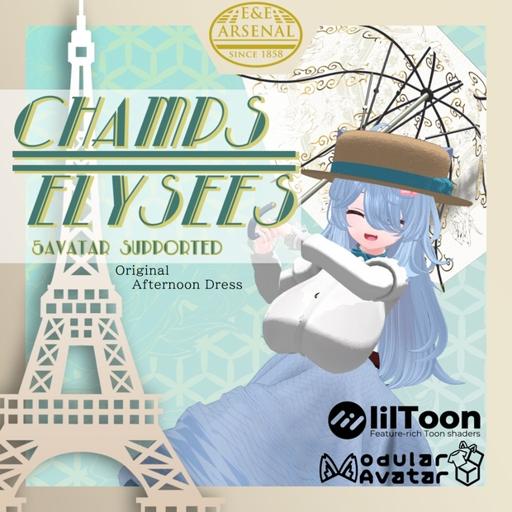 E&E
ARSENAL
SINCE 1858
CHAMPS
ELYSEES
5AVATAR SUPPORTED
Original
Afternoon Dress
lilToon
Feature-rich Toon shaders
Modular
Avatar